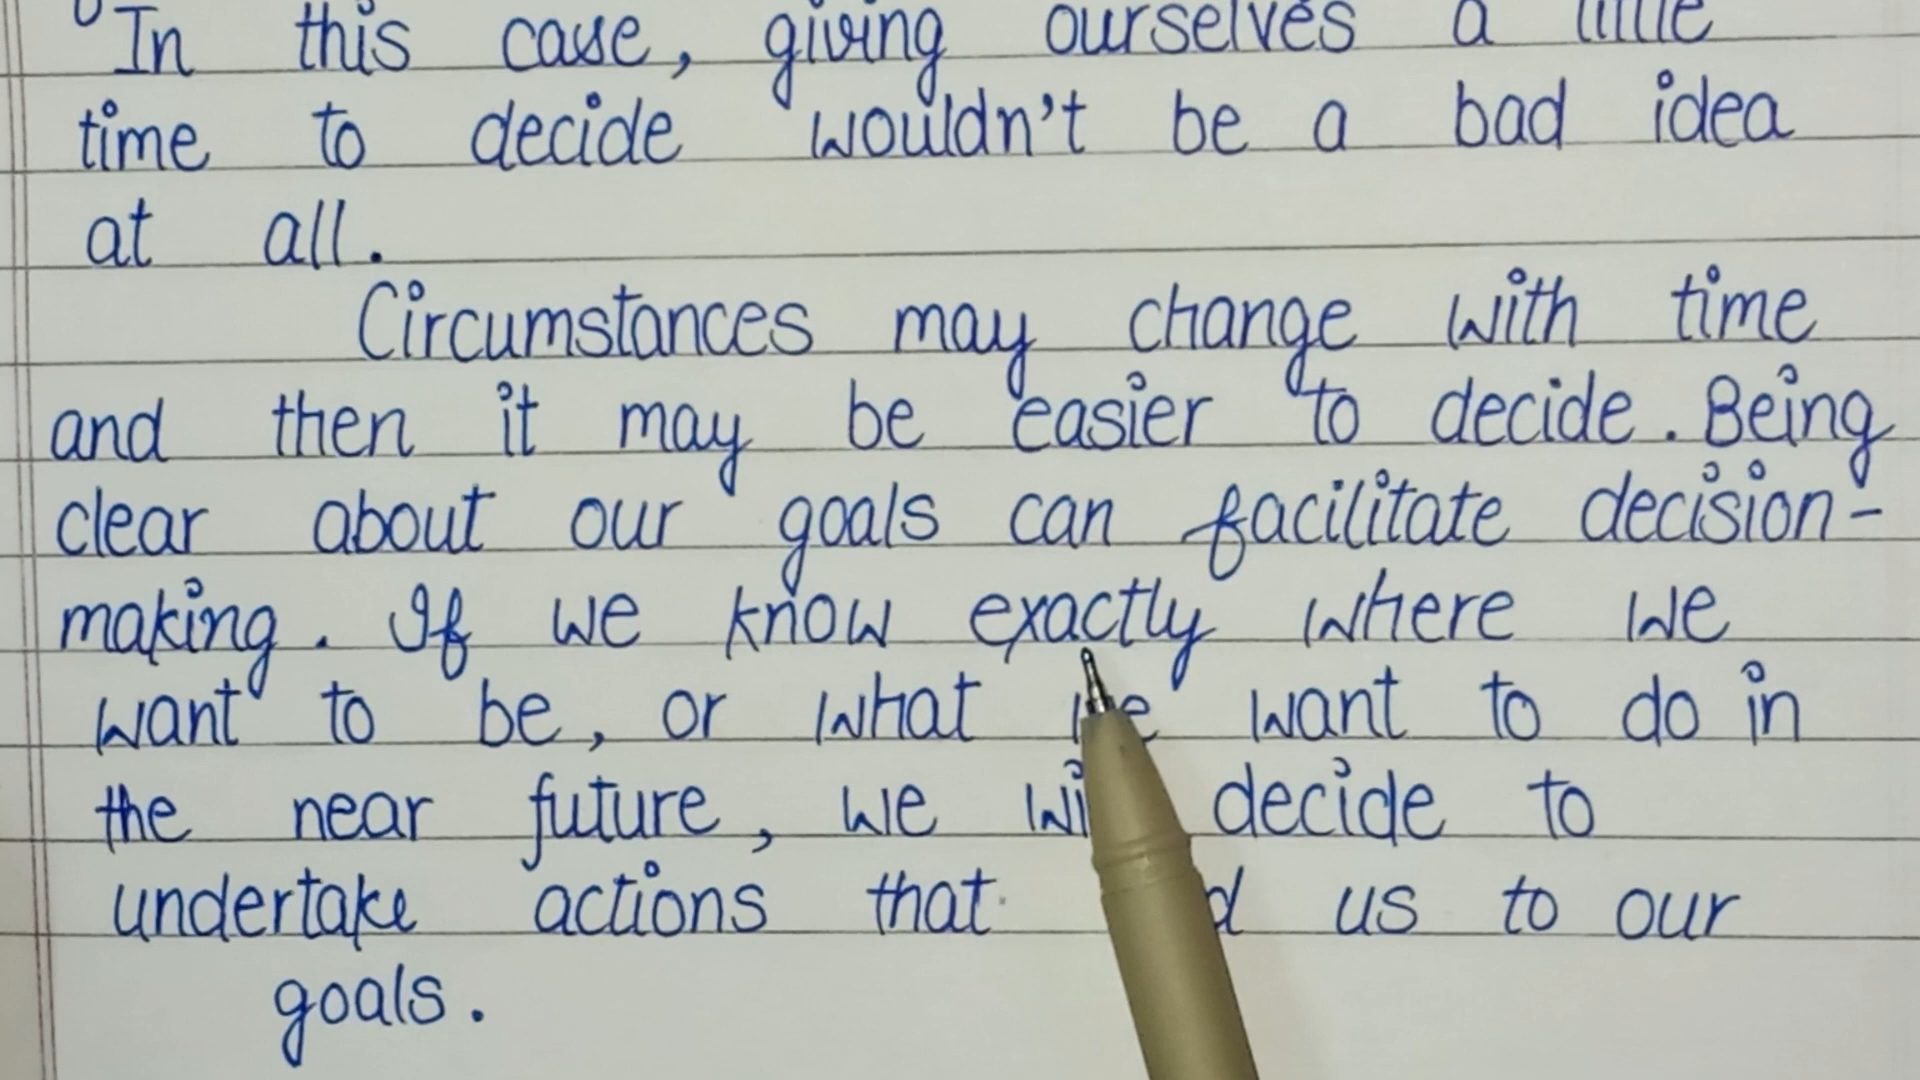 In this case, giving ourselves a little
time to decide wouldn't be a bad idea
at all.
Circumstances may change with time
and then it may be easier to decide. Being
clear about our goals can facilitate decision-
making. If we know exactly where we
want to be, or what we want to do in
the near future, we decide to
undertake actions that us to our
goals.